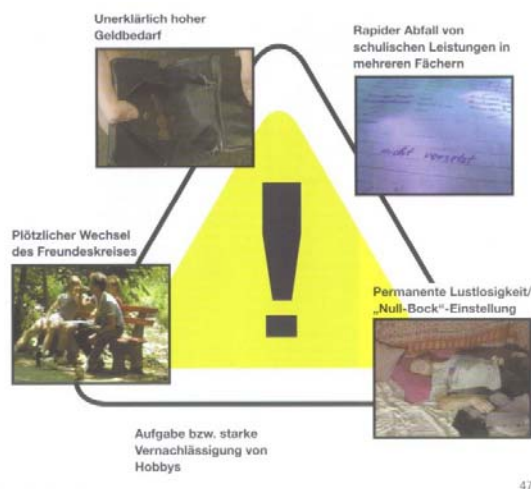 Unerklärlich hoher
Geldbedarf
Rapider Abfall von
schulischen Leistungen in
mehreren Fächern
nicht versetzt
Plötzlicher Wechsel
des Freundeskreises
Permanente Lustlosigkeit/
„Null-Bock“-Einstellung
Aufgabe bzw. starke
Vernachlässigung von
Hobbys
47